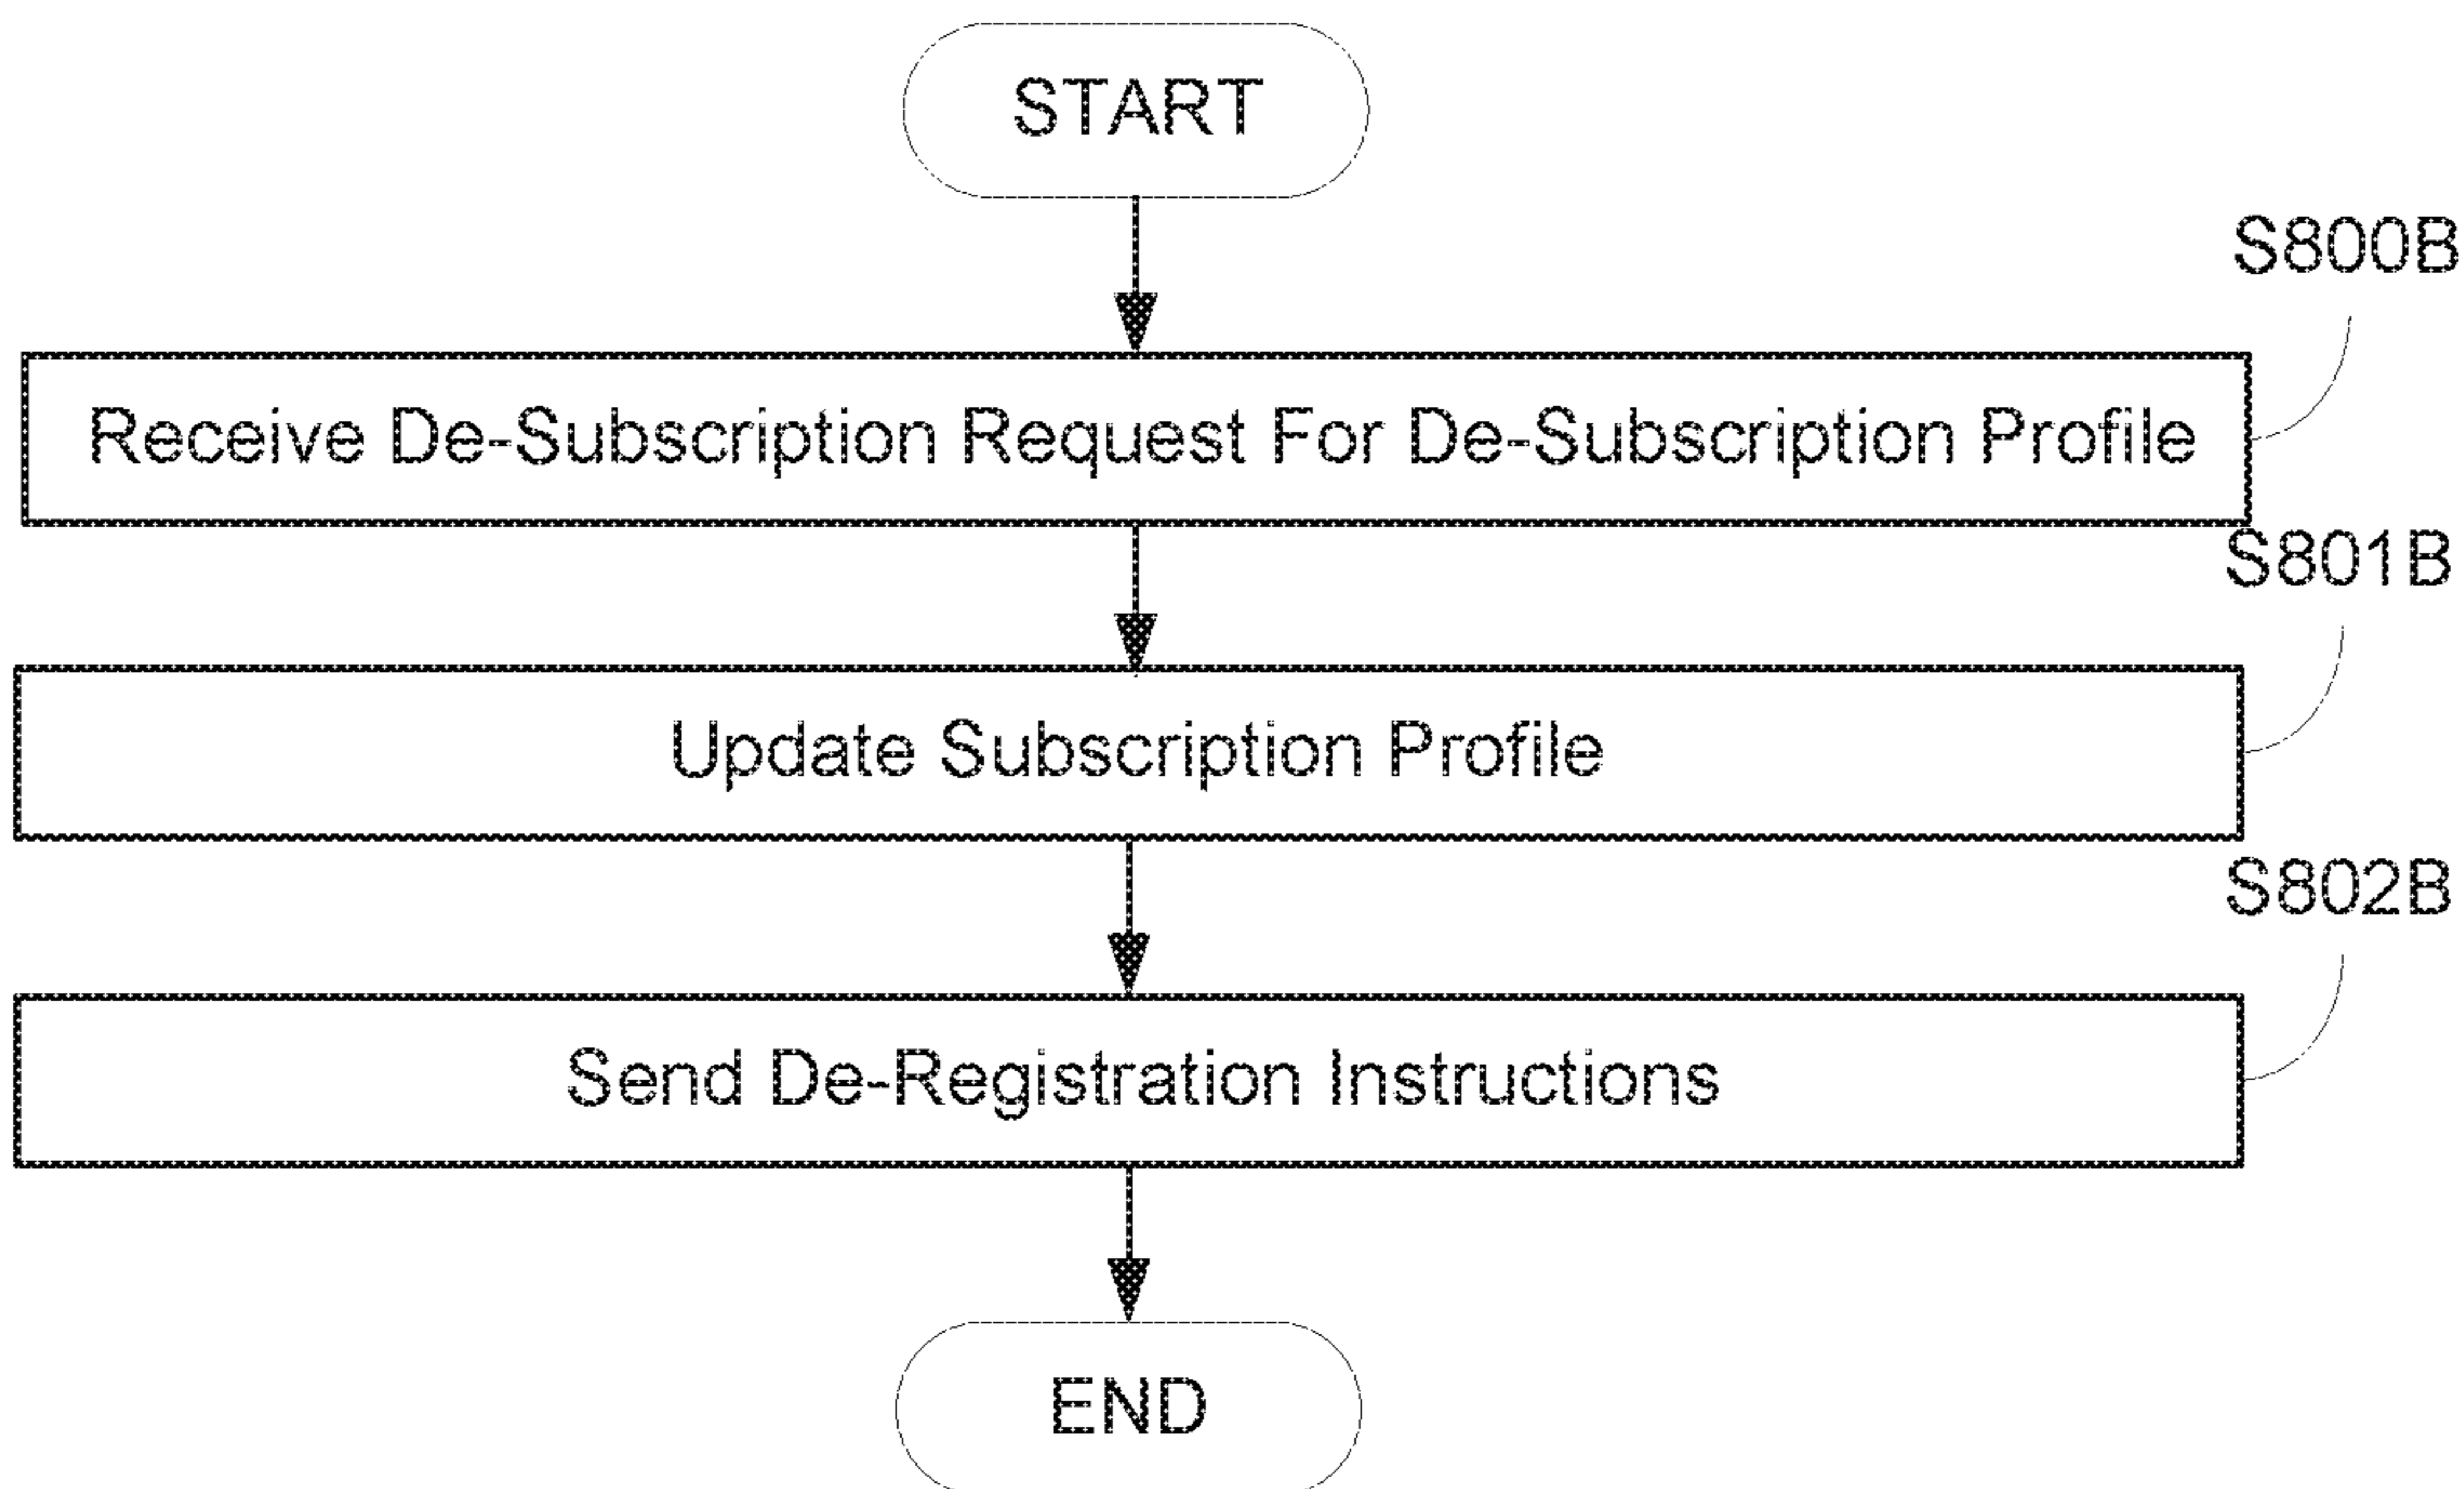 START
S800B
Receive De-Subscription Request For De-Subscription Profile
S801B
Update Subscription Profile
S802B
Send De-Registration Instructions
END